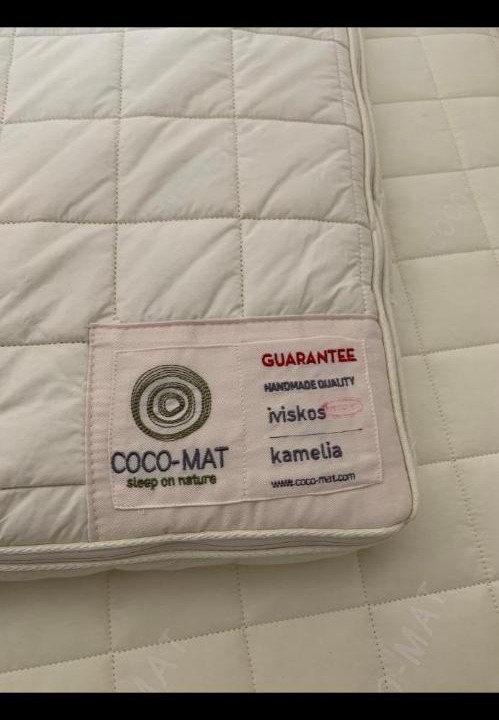 GUARANTEE
HANDMADE QUALITY
iviskos
kamelia
www.coco-mat.com
COCO-MAT
sleep on nature